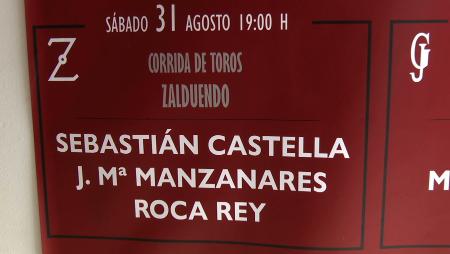 SÁBADO 31 AGOSTO 19:00 H
CORRIDA DE TOROS
ZALDUENDO
SEBASTIÁN CASTELLA
J. Mª MANZANARES
ROCA REY
M